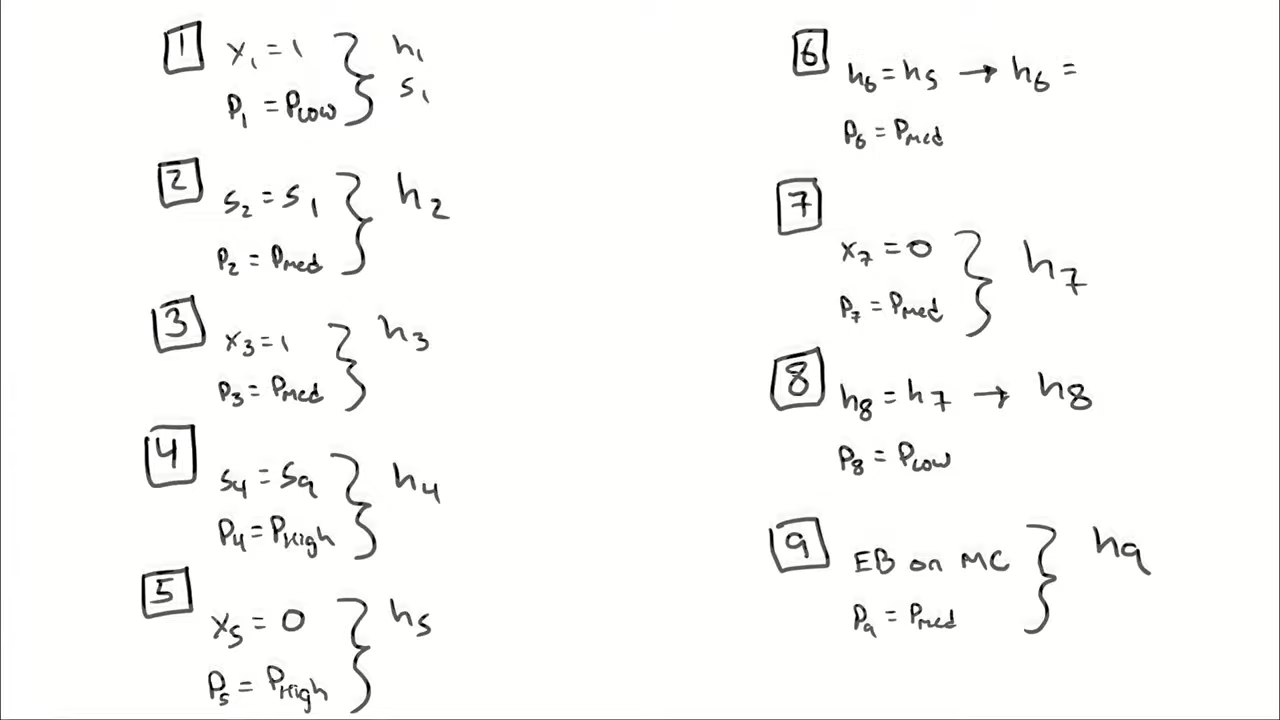 1 x₁ = 1 } h₁
P₁ = PLow } s₁
2 s₂ = s₁ } h₂
P₂ = Pmed
3 x₃ = 1 } h₃
P₃ = Pmed
4 s₄ = s₉ } h₄
P₄ = PHigh
5 x₅ = 0 } h₅
P₅ = PHigh
6 h₆ = h₅ → h₆ =
P₆ = Pmed
7
x₇ = 0 } h₇
P₇ = Pmed
8 h₈ = h₇ → h₈
P₈ = PLow
9 EB on MC } h₉
P₉ = Pmed